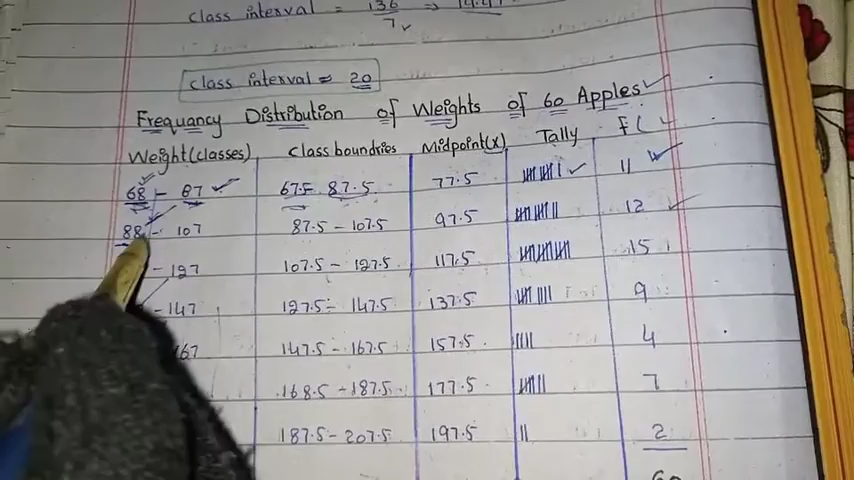 class interval = 136/7 ⇒
class interval = 20
Frequancy Distribution of Weights of 60 Apples
Weight(classes) class boundries Midpoint(x) Tally f(
68 - 87 67.5 - 87.5 77.5 𝍸 𝍸 | 11
88 - 107 87.5 - 107.5 97.5 𝍸 𝍸 || 12
- 127 107.5 - 127.5 117.5 𝍸 𝍸 𝍸 15
- 147 127.5 - 147.5 137.5 𝍸 |||| 9
167 147.5 - 167.5 157.5 |||| 4
168.5 - 187.5 177.5 𝍸 || 7
187.5 - 207.5 197.5 || 2
60